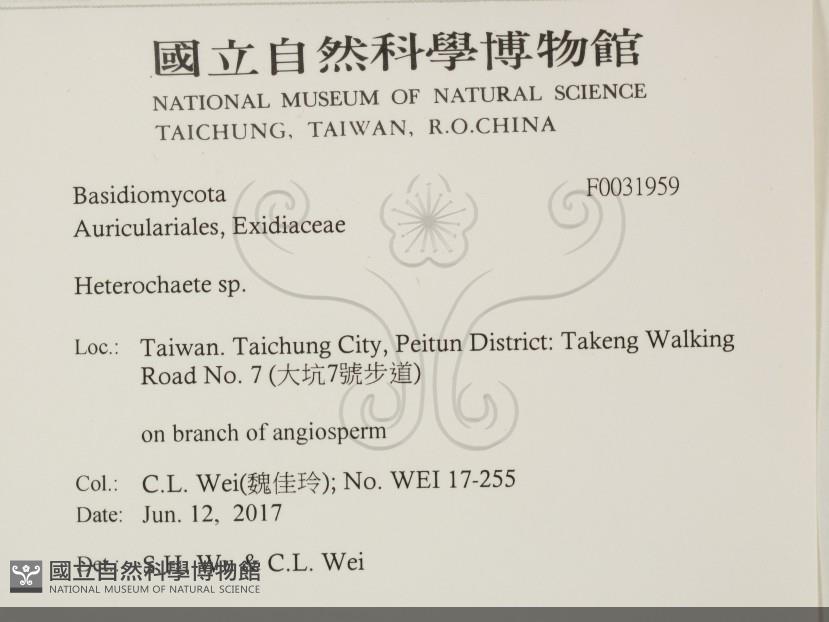 國立自然科學博物館
NATIONAL MUSEUM OF NATURAL SCIENCE
TAICHUNG, TAIWAN, R.O.CHINA
Basidiomycota F0031959
Auriculariales, Exidiaceae
Heterochaete sp.
Loc.: Taiwan. Taichung City, Peitun District: Takeng Walking
Road No. 7 (大坑7號步道)
on branch of angiosperm
Col.: C.L. Wei(魏佳玲); No. WEI 17-255
Date: Jun. 12, 2017
Det.: S.H. Wu & C.L. Wei
國立自然科學博物館
NATIONAL MUSEUM OF NATURAL SCIENCE